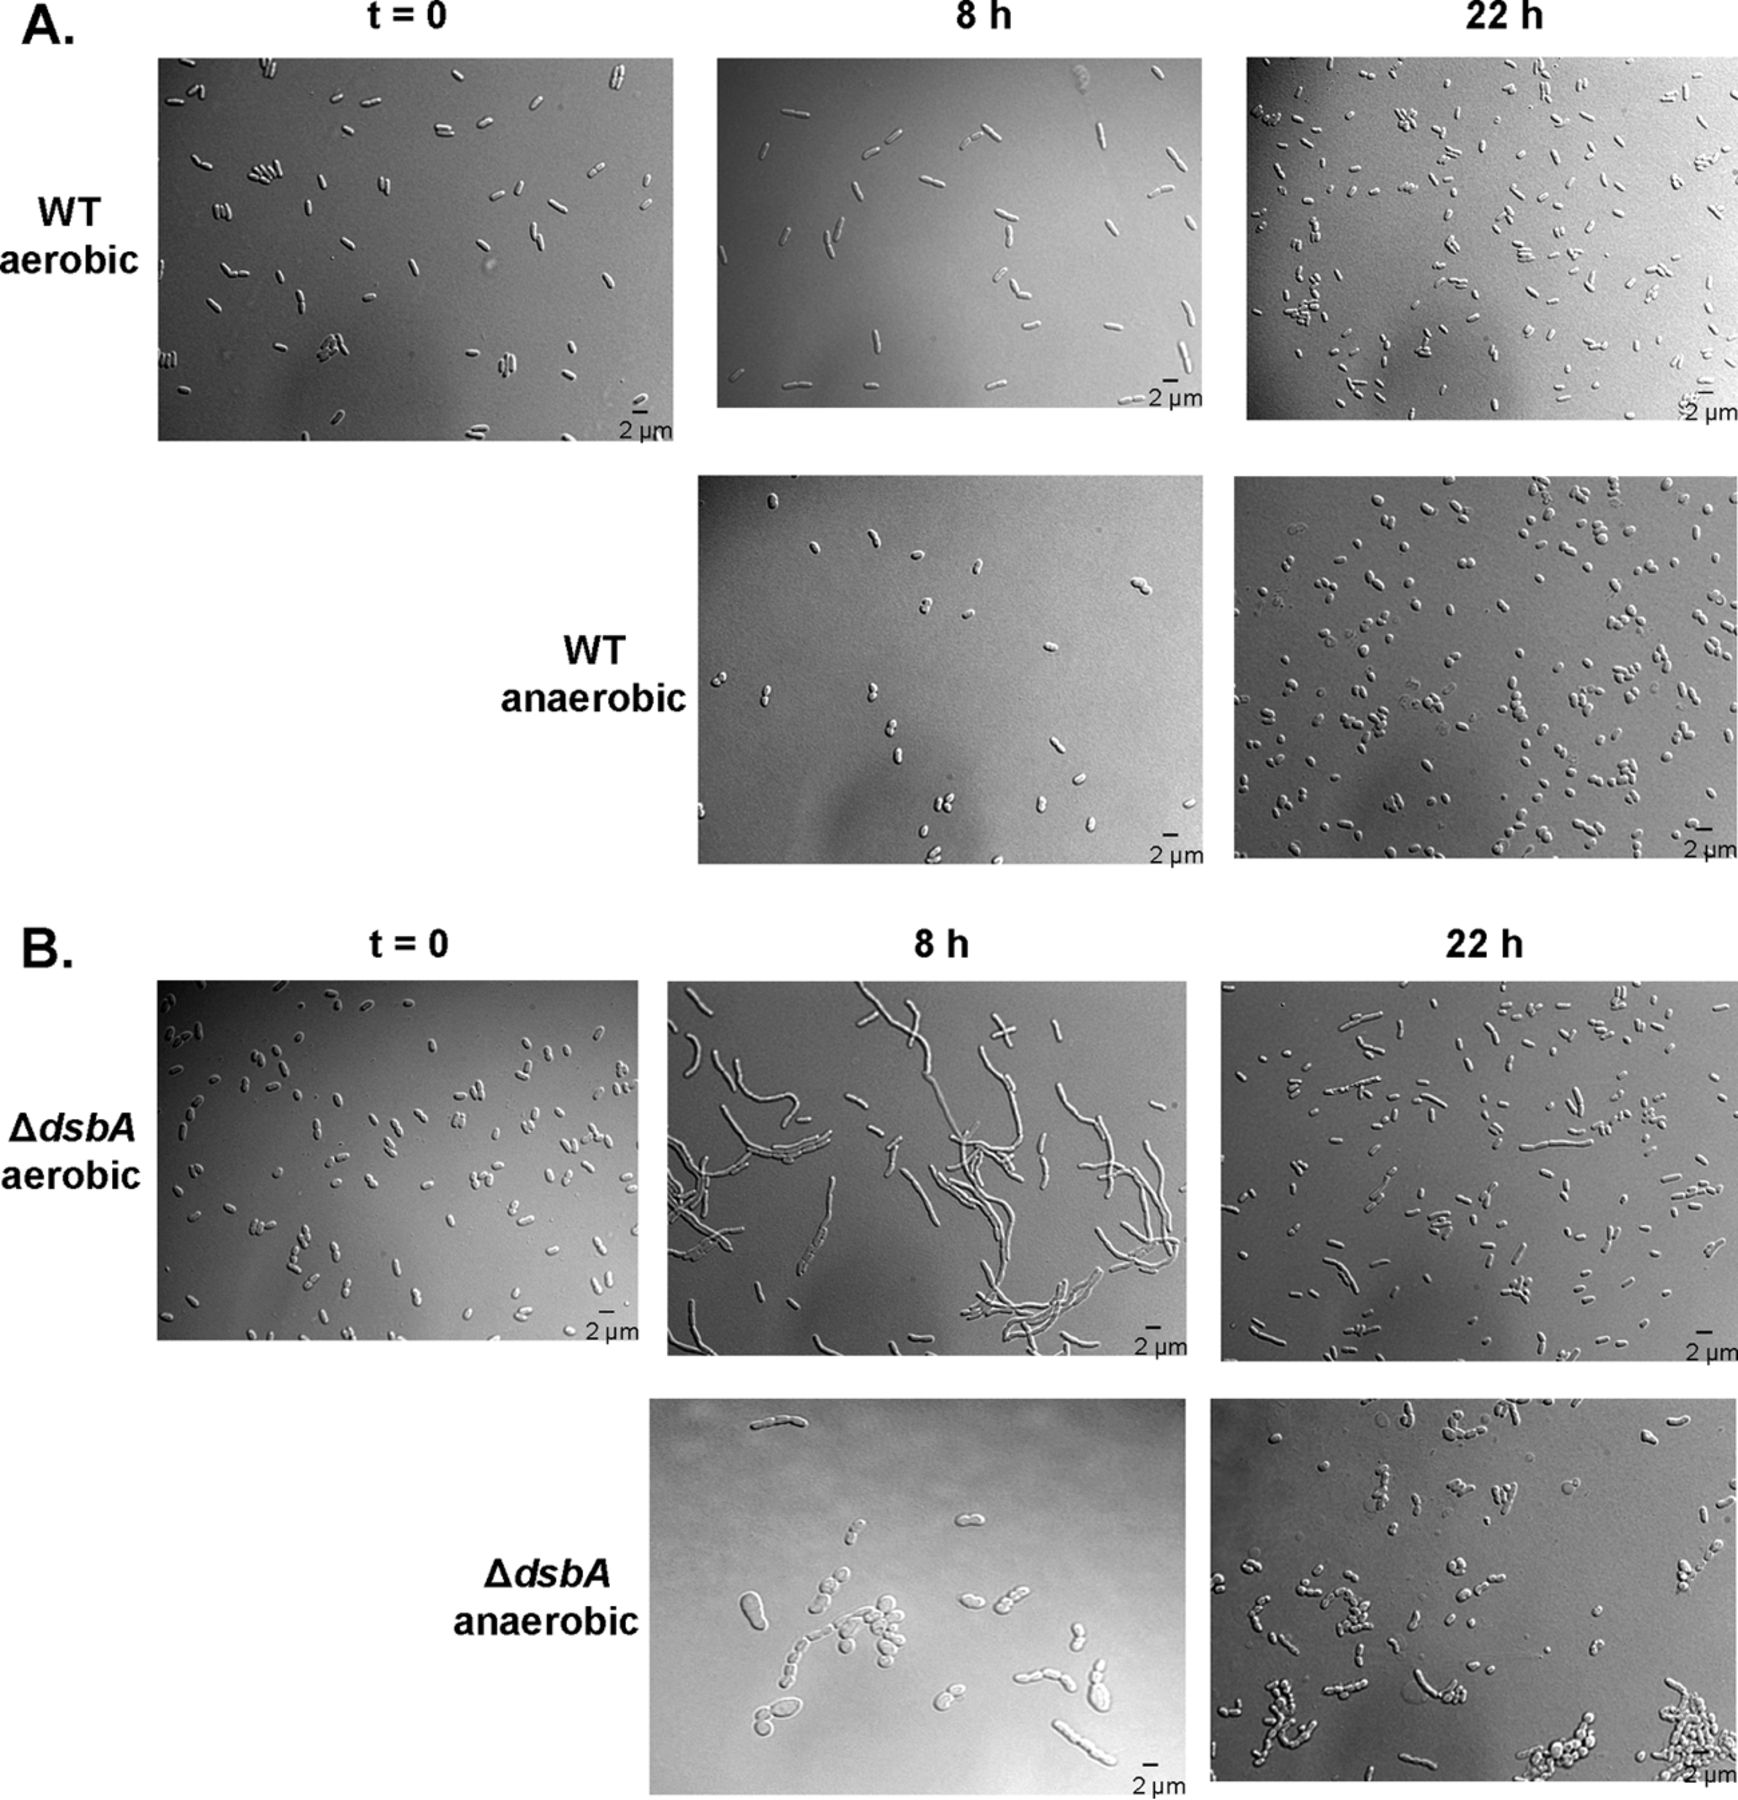 A.
t = 0
8 h
22 h
WT
aerobic
2 µm
2 µm
2 µm
WT
anaerobic
2 µm
2 µm
B.
t = 0
8 h
22 h
ΔdsbA
aerobic
2 µm
2 µm
2 µm
ΔdsbA
anaerobic
2 µm
2 µm